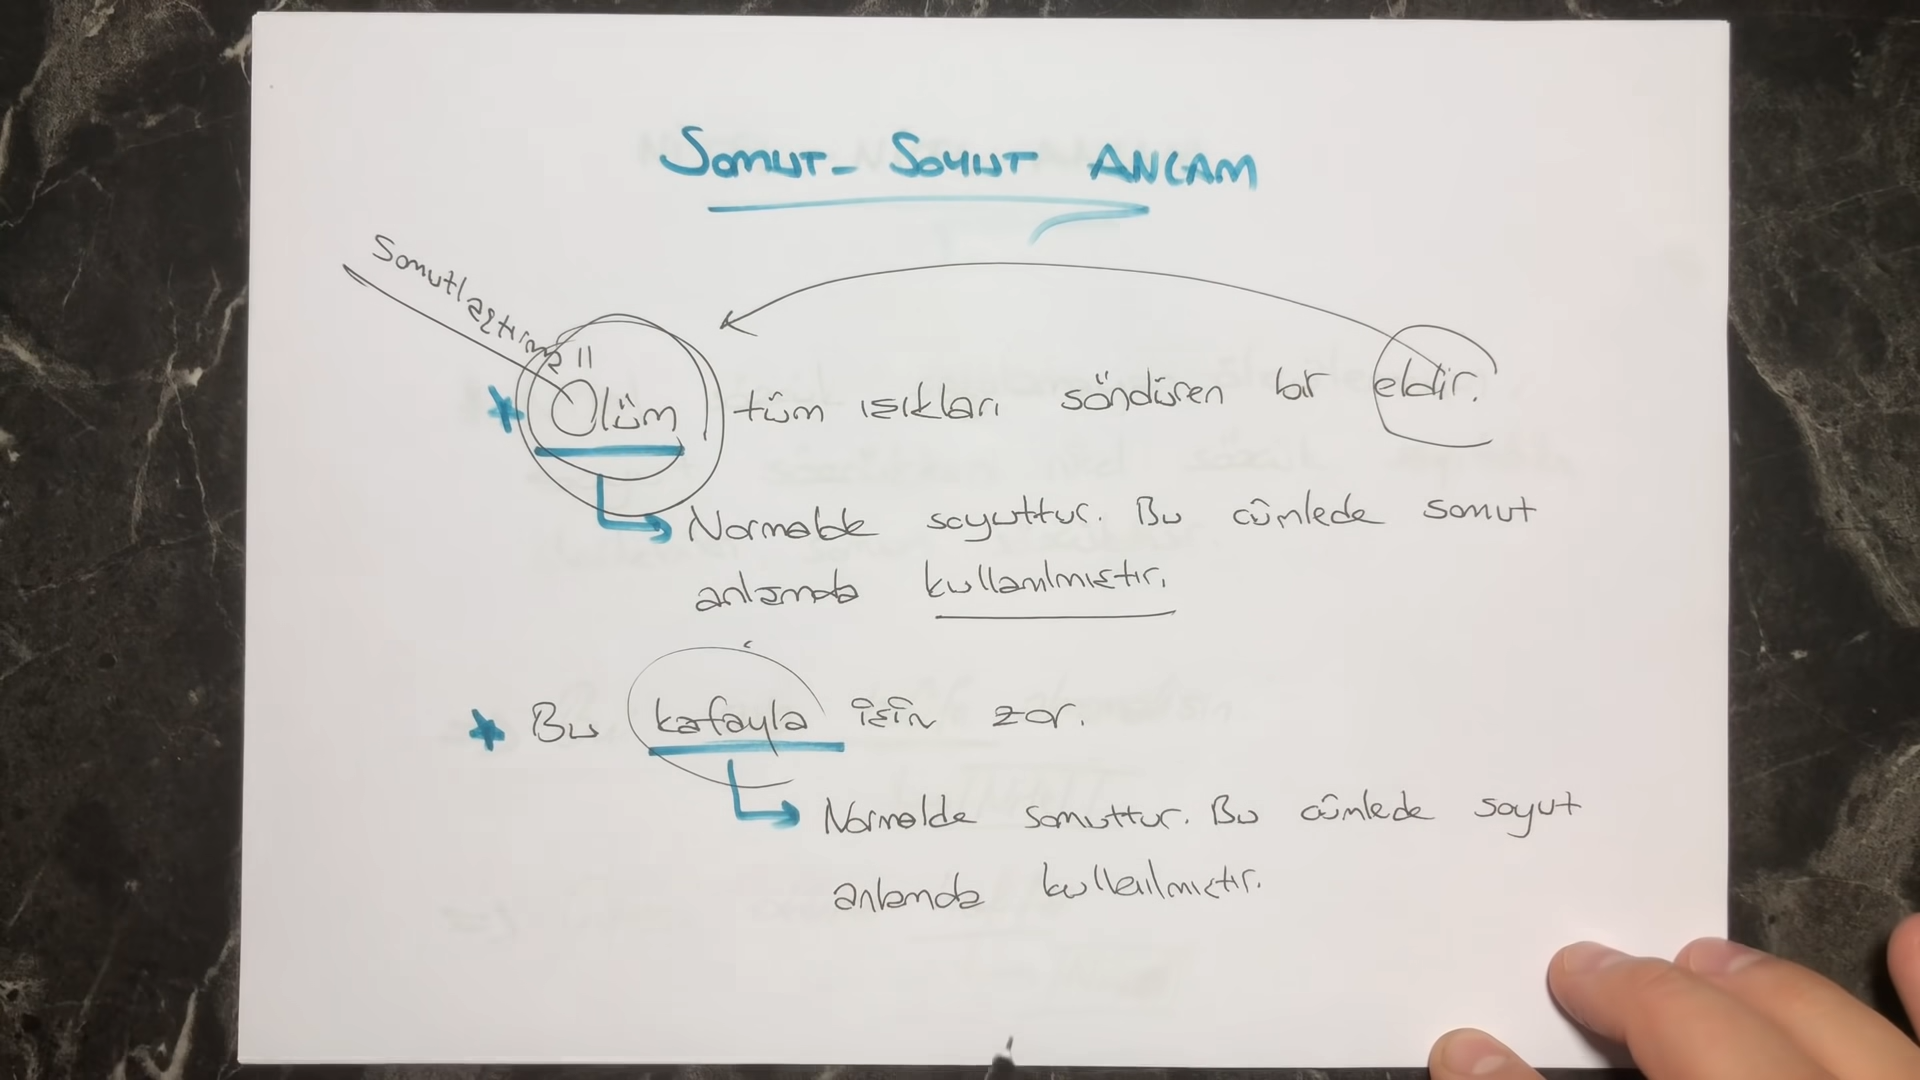 SOMUT - SOYUT ANLAM
Somutlaştırma
Ölüm tüm ışıkları söndüren bir eldir.
Normalde soyuttur. Bu cümlede somut
anlamda kullanılmıştır.
Bu kafayla işin zor.
Normalde somuttur. Bu cümlede soyut
anlamda kullanılmıştır.